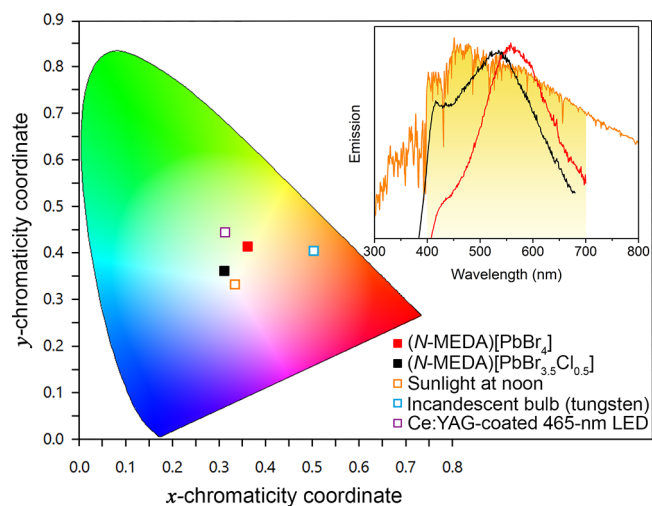 0.9
0.8
0.7
0.6
0.5
0.4
0.3
0.2
0.1
0.0
y-chromaticity coordinate
0.0 0.1 0.2 0.3 0.4 0.5 0.6 0.7 0.8
x-chromaticity coordinate
Emission
300 400 500 600 700 800
Wavelength (nm)
(N-MEDA)[PbBr4]
(N-MEDA)[PbBr3.5Cl0.5]
Sunlight at noon
Incandescent bulb (tungsten)
Ce:YAG-coated 465-nm LED